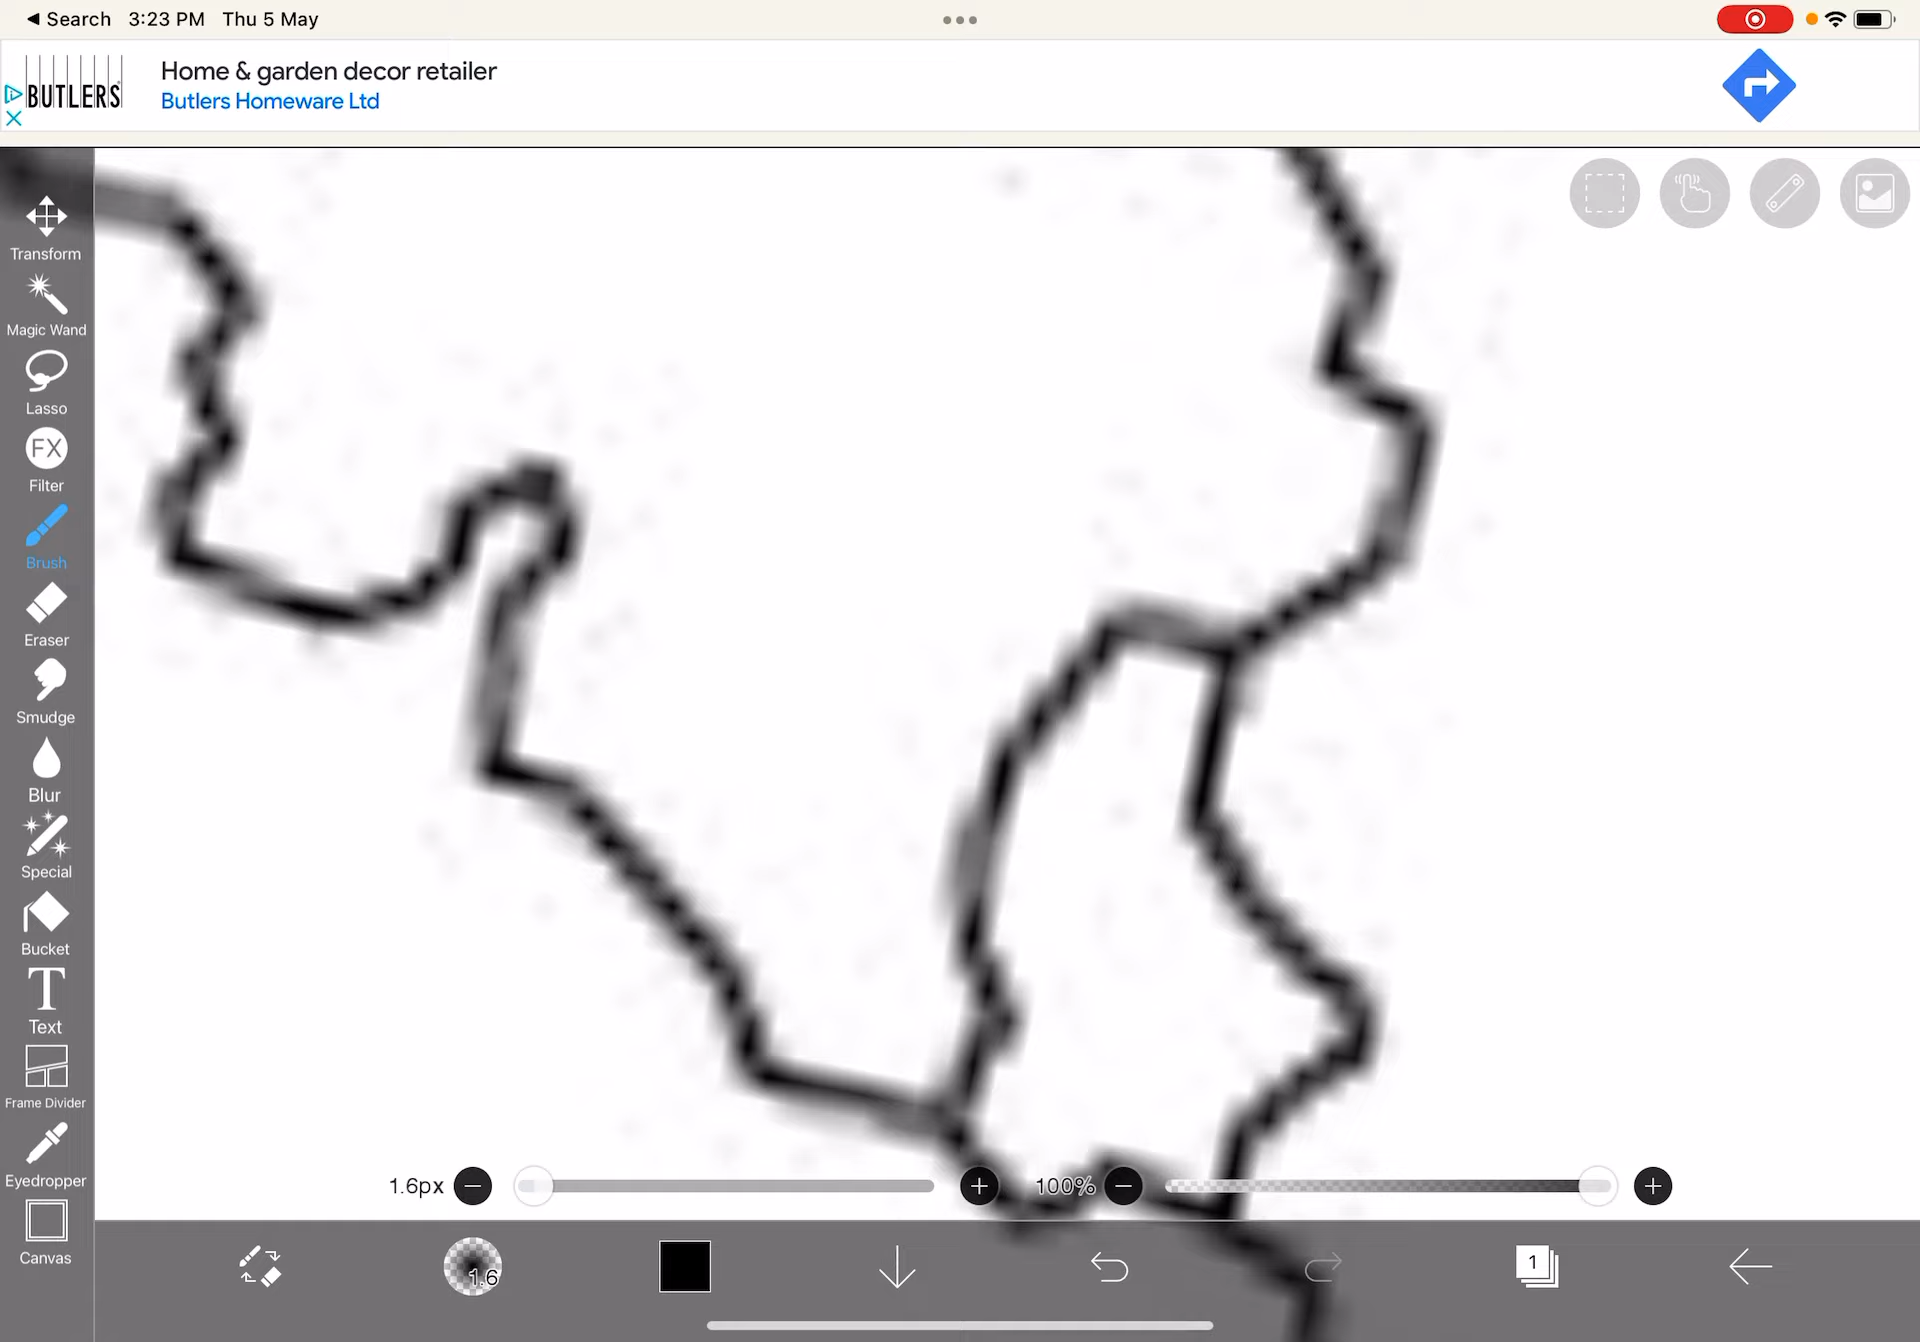 ◀ Search 3:23 PM Thu 5 May
BUTLERS
Home & garden decor retailer
Butlers Homeware Ltd
Transform
Magic Wand
Lasso
FX
Filter
Brush
Eraser
Smudge
Blur
Special
Bucket
T
Text
Frame Divider
Eyedropper
Canvas
1.6px
100%
1.6
1